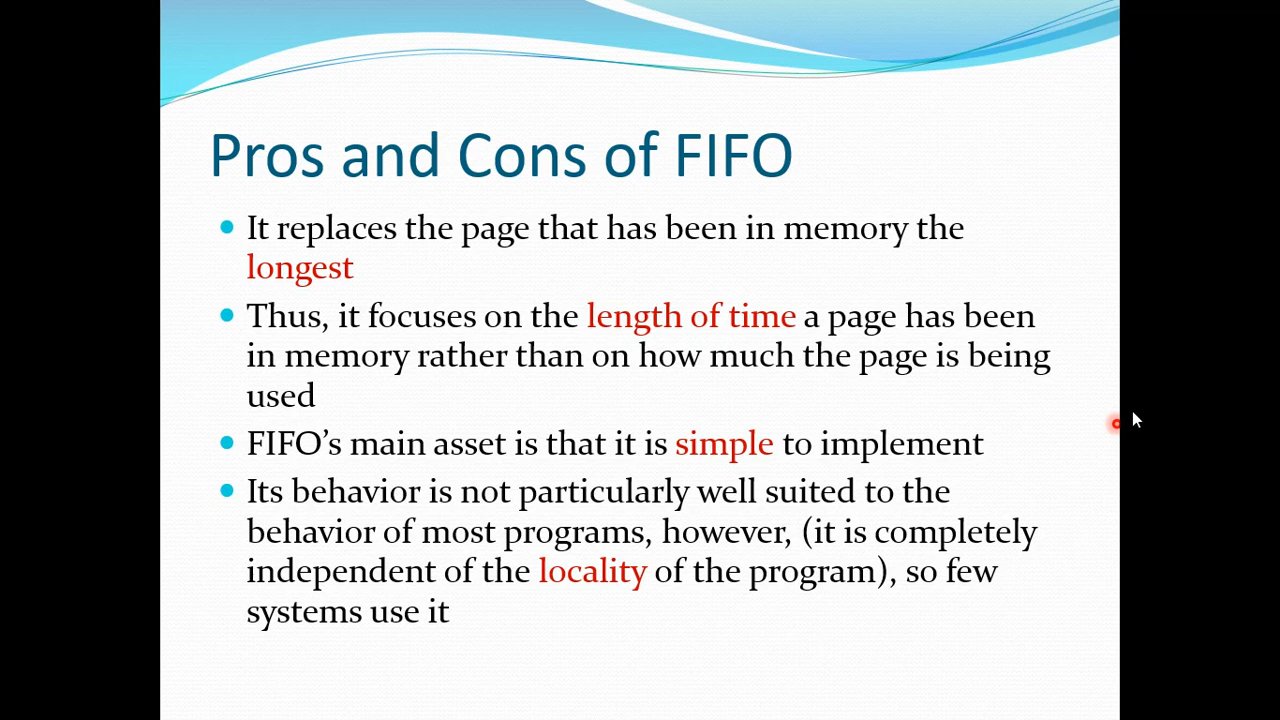 Pros and Cons of FIFO
It replaces the page that has been in memory the
longest
Thus, it focuses on the length of time a page has been
in memory rather than on how much the page is being
used
FIFO’s main asset is that it is simple to implement
Its behavior is not particularly well suited to the
behavior of most programs, however, (it is completely
independent of the locality of the program), so few
systems use it